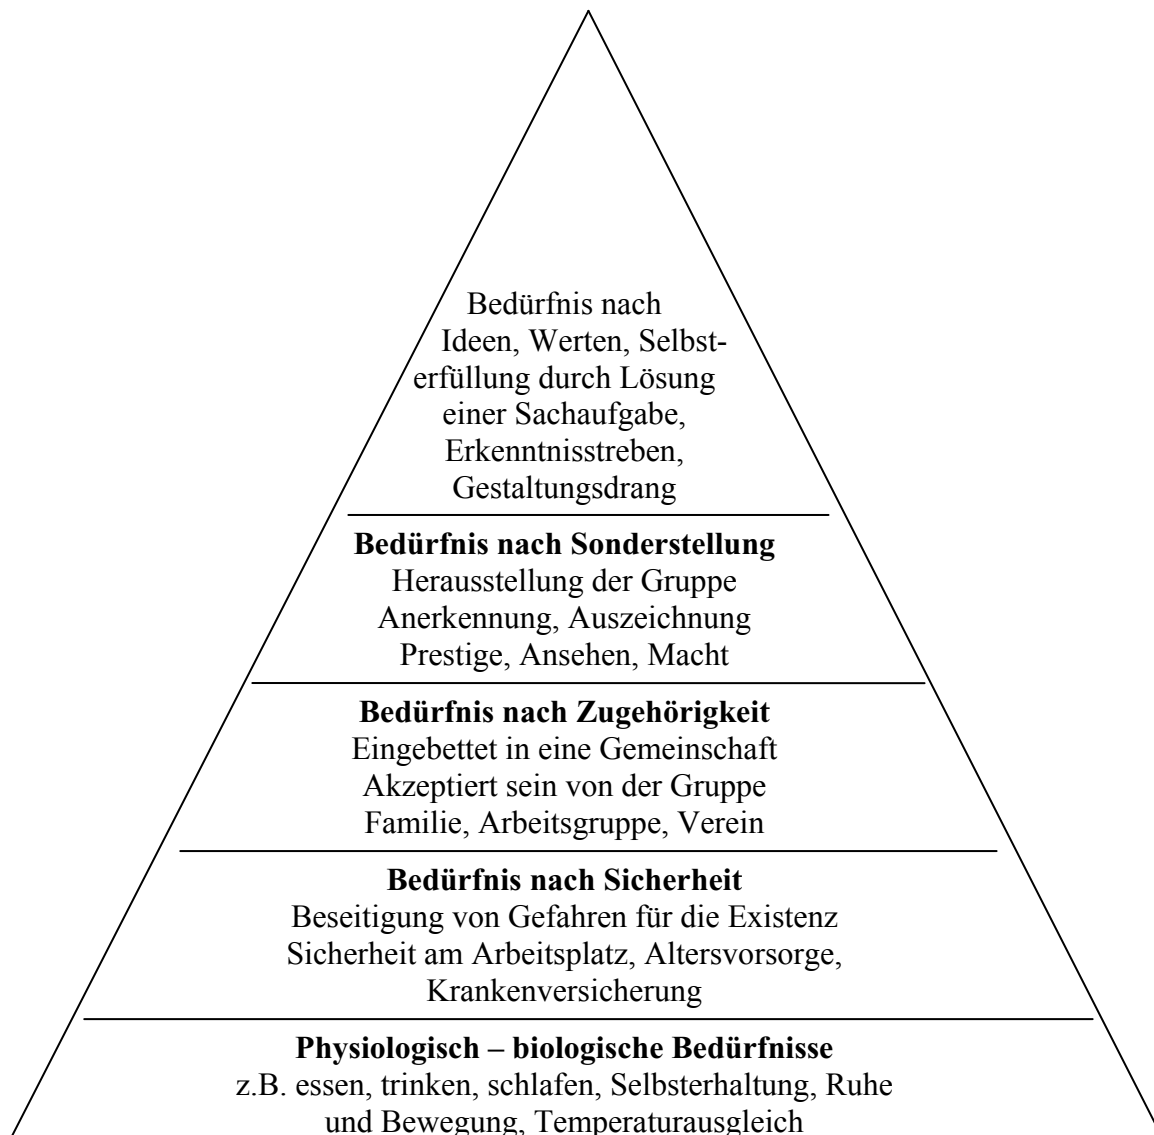 Bedürfnis nach
Ideen, Werten, Selbst-
erfüllung durch Lösung
einer Sachaufgabe,
Erkenntnisstreben,
Gestaltungsdrang
Bedürfnis nach Sonderstellung
Herausstellung der Gruppe
Anerkennung, Auszeichnung
Prestige, Ansehen, Macht
Bedürfnis nach Zugehörigkeit
Eingebettet in eine Gemeinschaft
Akzeptiert sein von der Gruppe
Familie, Arbeitsgruppe, Verein
Bedürfnis nach Sicherheit
Beseitigung von Gefahren für die Existenz
Sicherheit am Arbeitsplatz, Altersvorsorge,
Krankenversicherung
Physiologisch – biologische Bedürfnisse
z.B. essen, trinken, schlafen, Selbsterhaltung, Ruhe
und Bewegung, Temperaturausgleich